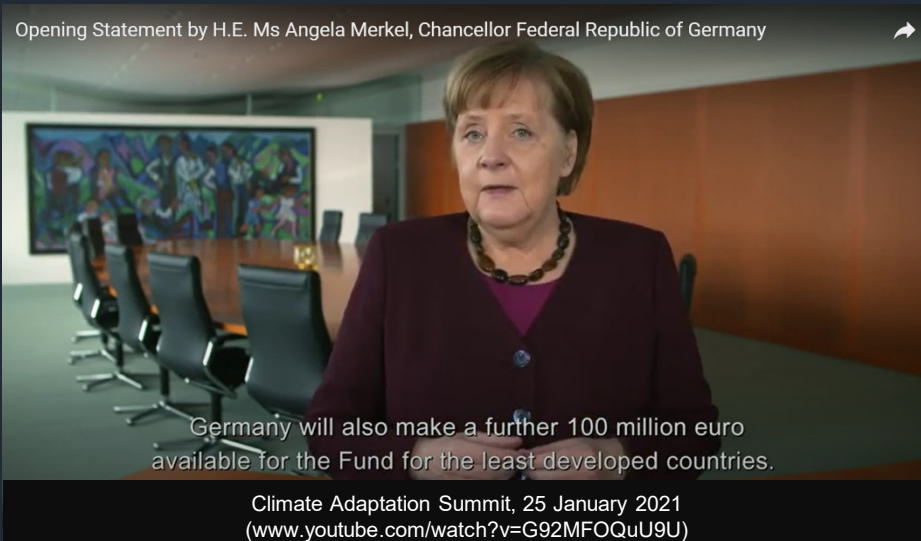 Opening Statement by H.E. Ms Angela Merkel, Chancellor Federal Republic of Germany
Germany will also make a further 100 million euro
available for the Fund for the least developed countries.
Climate Adaptation Summit, 25 January 2021
(www.youtube.com/watch?v=G92MFOQuU9U)